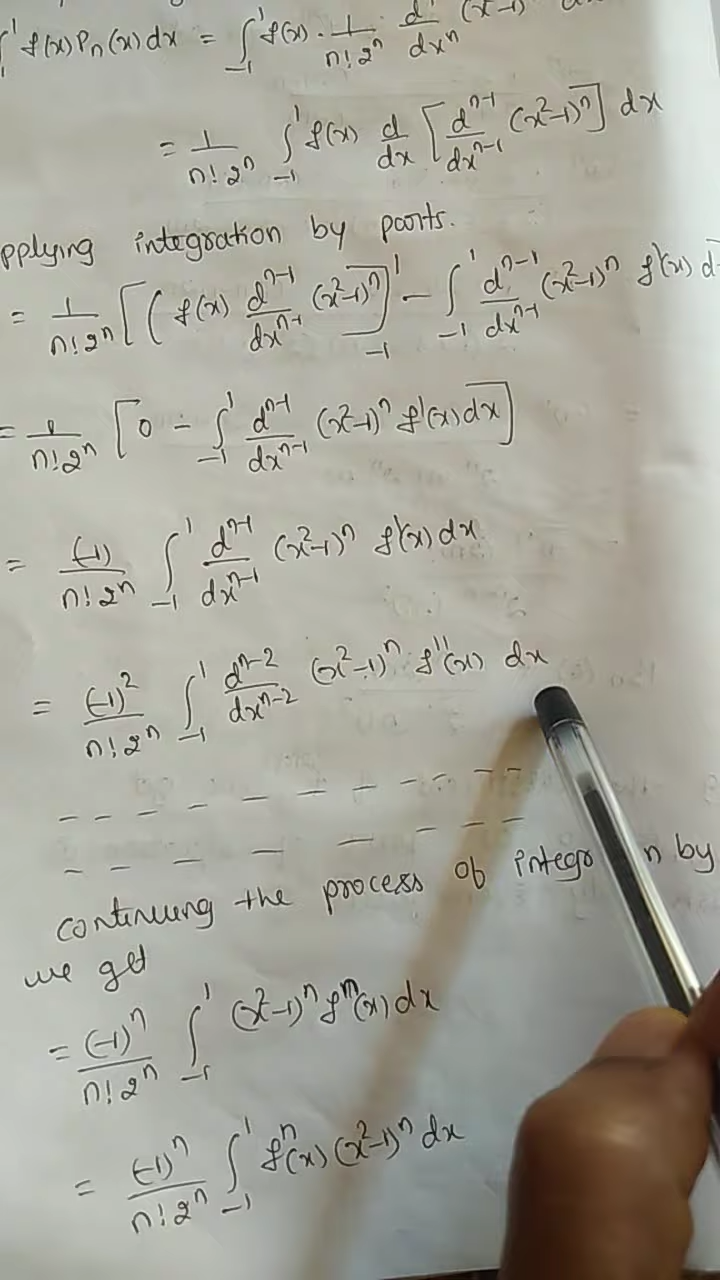 ∫₋₁¹ f(x) Pn(x) dx = ∫₋₁¹ f(x) · 1/(n! 2ⁿ) d/dxⁿ (x²-1)
= 1/(n! 2ⁿ) ∫₋₁¹ f(x) d/dx [dⁿ⁻¹/dxⁿ⁻¹ (x²-1)ⁿ] dx
pplying integration by parts.
= 1/(n! 2ⁿ) [(f(x) dⁿ⁻¹/dxⁿ⁻¹ (x²-1)ⁿ]₋₁¹ - ∫₋₁¹ dⁿ⁻¹/dxⁿ⁻¹ (x²-1)ⁿ f'(x) d
= 1/(n! 2ⁿ) [0 - ∫₋₁¹ dⁿ⁻¹/dxⁿ⁻¹ (x²-1)ⁿ f'(x) dx]
= (-1)/(n! 2ⁿ) ∫₋₁¹ dⁿ⁻¹/dxⁿ⁻¹ (x²-1)ⁿ f'(x) dx
= (-1)²/(n! 2ⁿ) ∫₋₁¹ dⁿ⁻²/dxⁿ⁻² (x²-1)ⁿ f''(x) dx
continuing the process of integr n by
we get
= (-1)ⁿ/(n! 2ⁿ) ∫₋₁¹ (x²-1)ⁿ fⁿ(x) dx
= (-1)ⁿ/(n! 2ⁿ) ∫₋₁¹ fⁿ(x) (x²-1)ⁿ dx